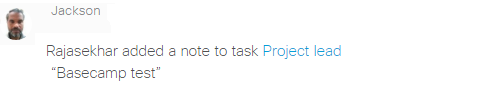 Jackson
Rajasekhar added a note to task Project lead
“Basecamp test”